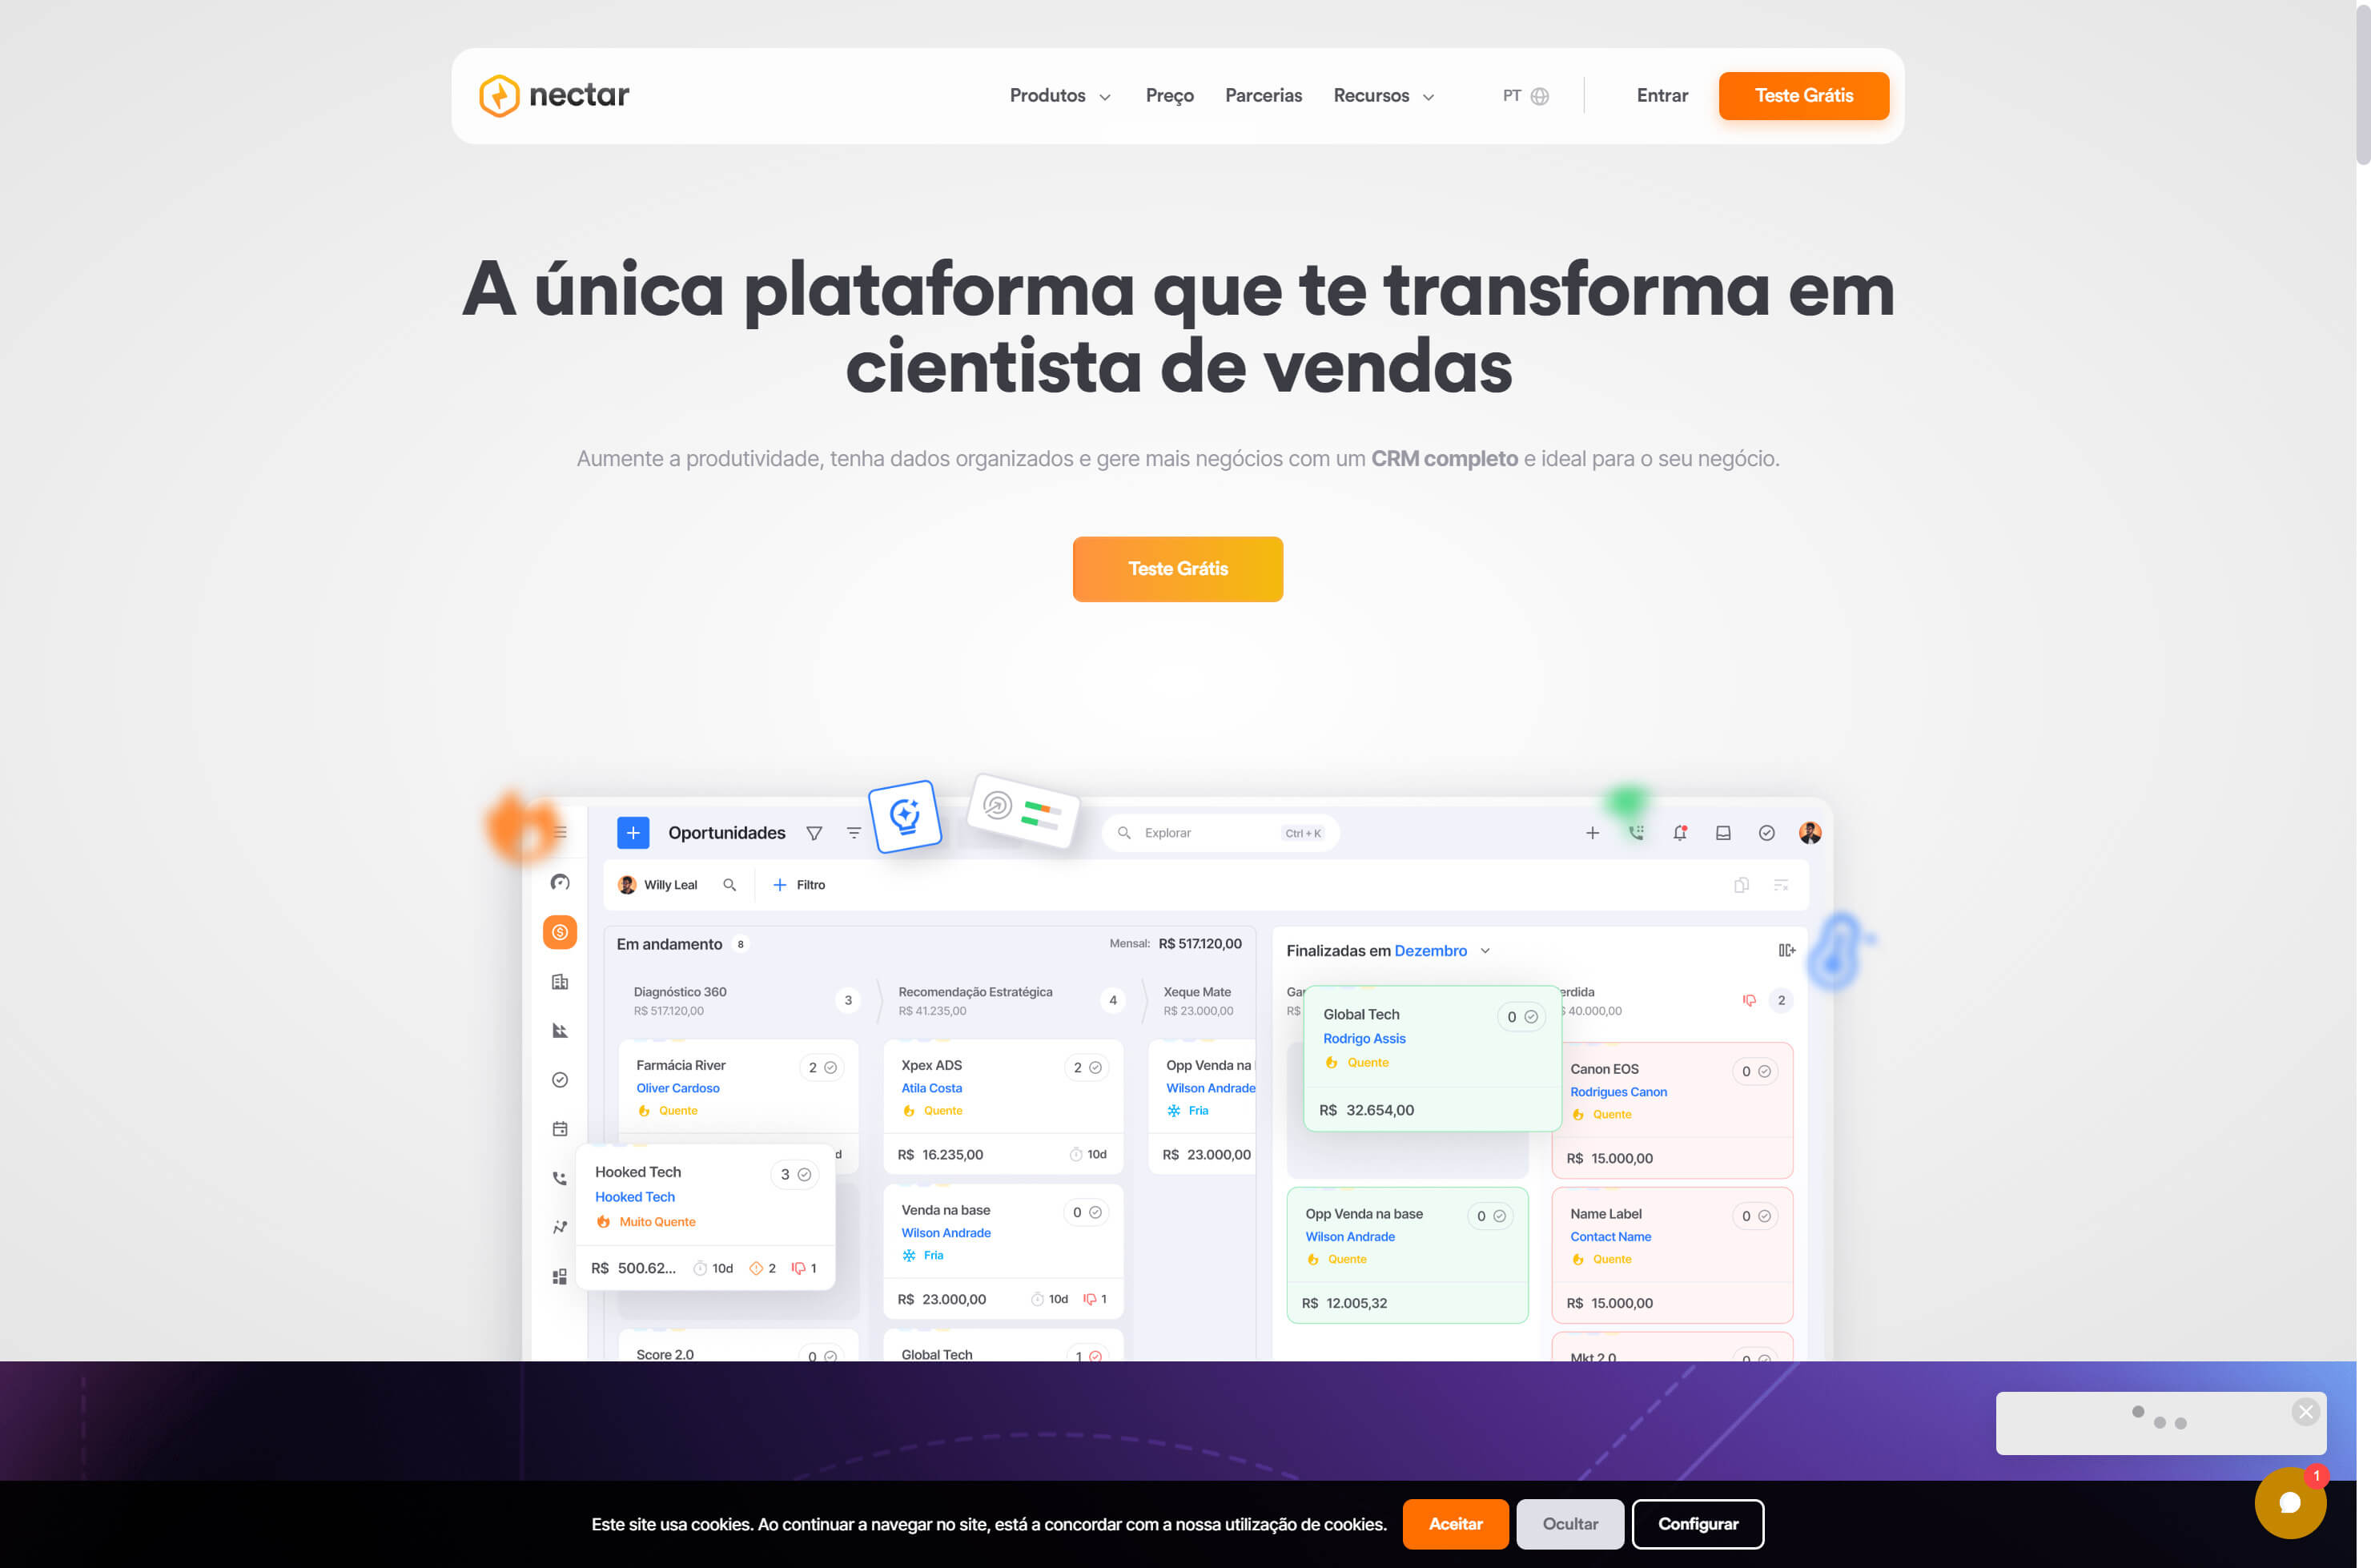 nectar
Produtos
Preço
Parcerias
Recursos
PT
Entrar
Teste Grátis
A única plataforma que te transforma em
cientista de vendas
Aumente a produtividade, tenha dados organizados e gere mais negócios com um CRM completo e ideal para o seu negócio.
Teste Grátis
Oportunidades
Explorar
Ctrl + K
Willy Leal
Filtro
Em andamento 8
Mensal: R$ 517.120,00
Diagnóstico 360
R$ 517.120,00
3
Recomendação Estratégica
R$ 41.235,00
4
Xeque Mate
R$ 23.000,00
Farmácia River
Oliver Cardoso
Quente
2
d
Hooked Tech
Hooked Tech
Muito Quente
3
R$ 500.62... 10d 2 1
Score 2.0
0
Xpex ADS
Atila Costa
Quente
2
R$ 16.235,00 10d
Venda na base
Wilson Andrade
Fria
0
R$ 23.000,00 10d 1
Global Tech
1
Opp Venda na
Wilson Andrade
Fria
R$ 23.000,00
Finalizadas em Dezembro
Ga
R$
Global Tech
Rodrigo Assis
Quente
0
R$ 32.654,00
Opp Venda na base
Wilson Andrade
Quente
0
R$ 12.005,32
erdida
$ 40.000,00
2
Canon EOS
Rodrigues Canon
Quente
0
R$ 15.000,00
Name Label
Contact Name
Quente
0
R$ 15.000,00
Mkt 2.0
0
1
Este site usa cookies. Ao continuar a navegar no site, está a concordar com a nossa utilização de cookies.
Aceitar
Ocultar
Configurar